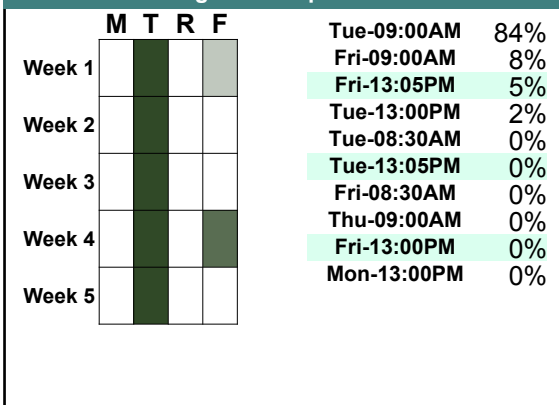 M T R F
Week 1
Week 2
Week 3
Week 4
Week 5
Tue-09:00AM 84%
Fri-09:00AM 8%
Fri-13:05PM 5%
Tue-13:00PM 2%
Tue-08:30AM 0%
Tue-13:05PM 0%
Fri-08:30AM 0%
Thu-09:00AM 0%
Fri-13:00PM 0%
Mon-13:00PM 0%